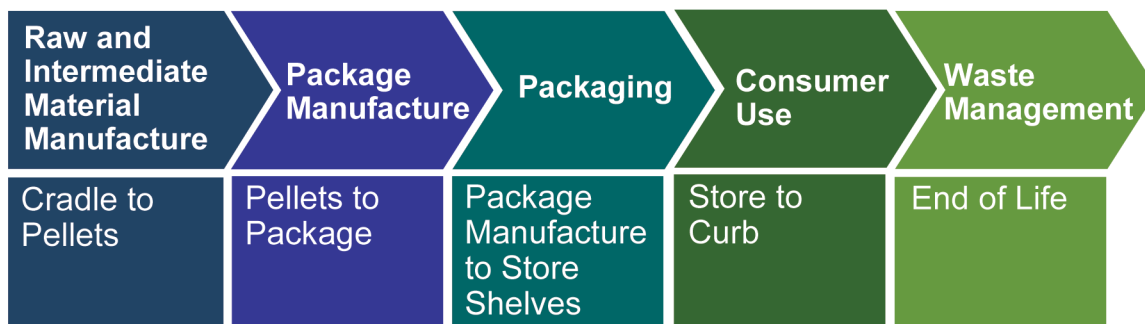 Raw and
Intermediate
Material
Manufacture
Package
Manufacture
Packaging
Consumer
Use
Waste
Management
Cradle to
Pellets
Pellets to
Package
Package
Manufacture
to Store
Shelves
Store to
Curb
End of Life